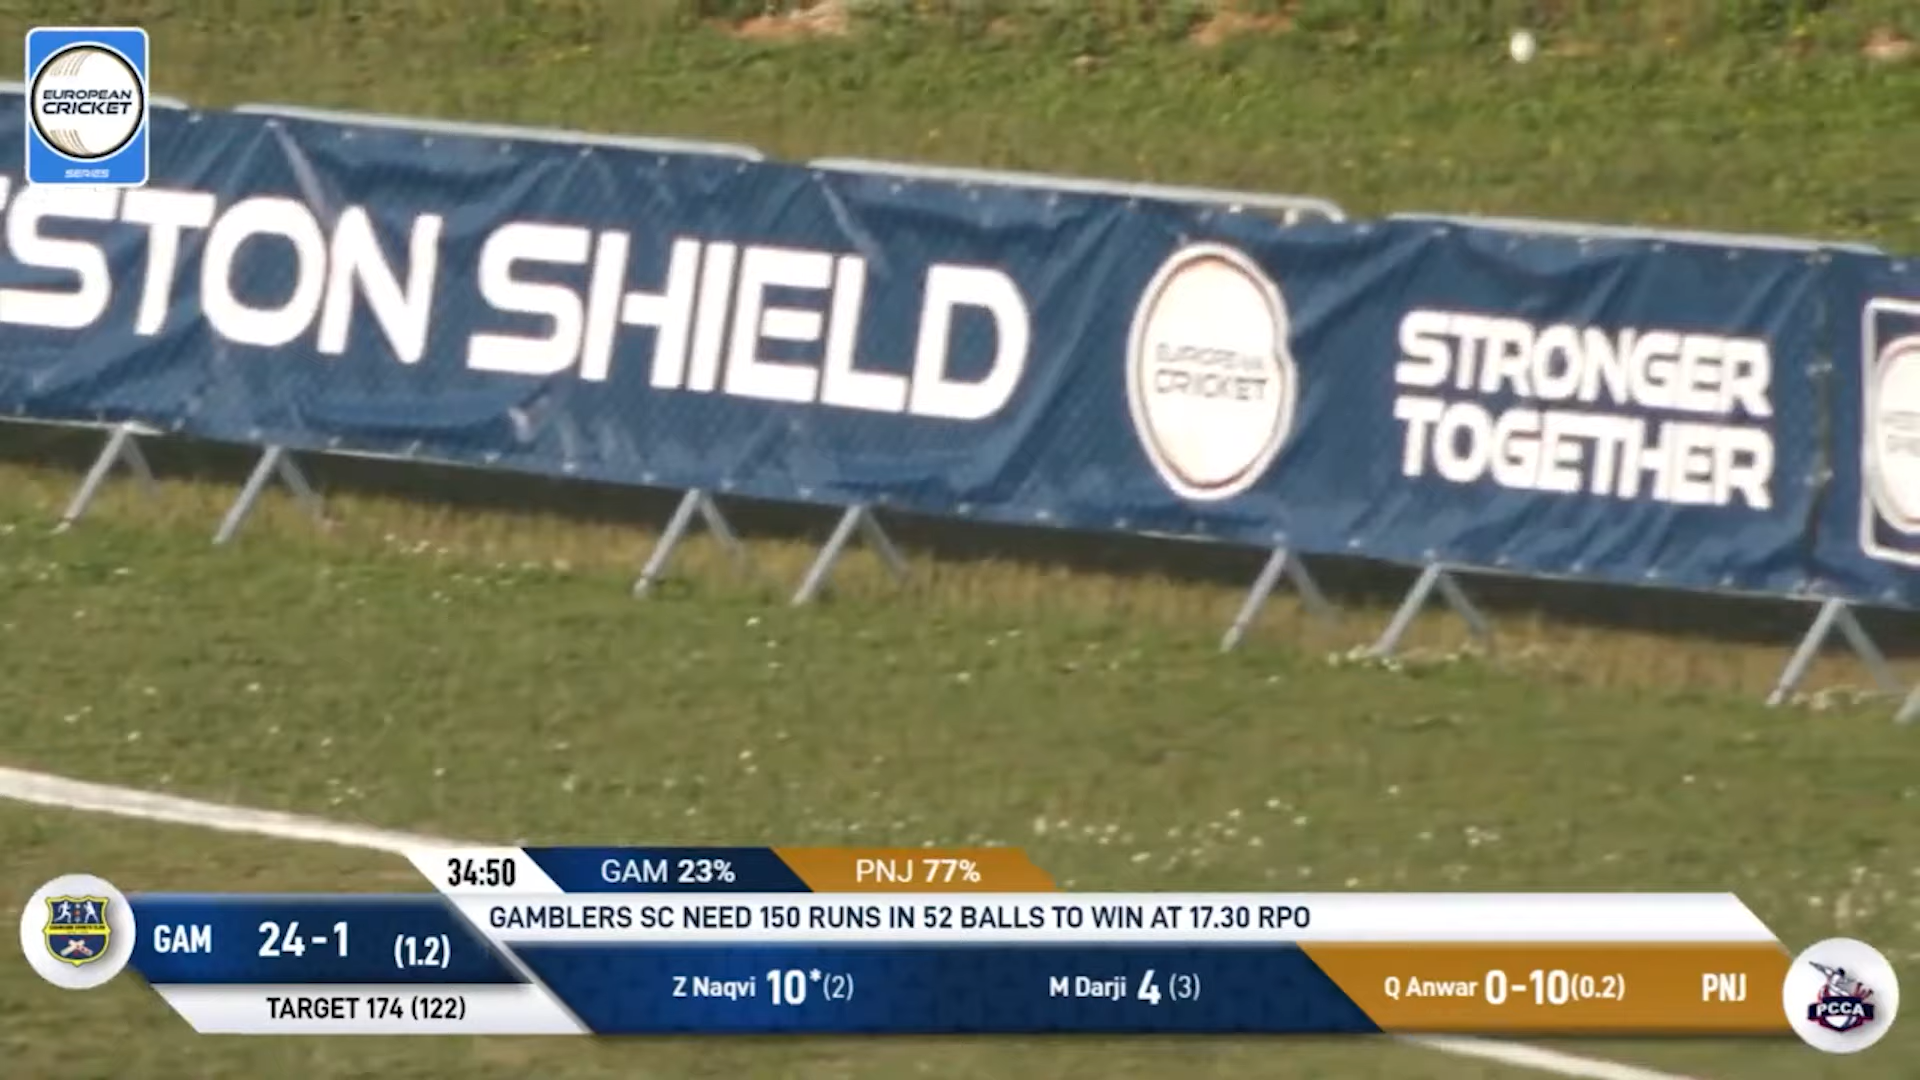 EUROPEAN
CRICKET
SERIES
STON SHIELD
EUROPEAN
CRICKET
STRONGER
TOGETHER
34:50 GAM 23% PNJ 77%
GAMBLERS SC NEED 150 RUNS IN 52 BALLS TO WIN AT 17.30 RPO
GAM 24-1 (1.2)
Z Naqvi 10*(2) M Darji 4 (3) Q Anwar 0-10(0.2) PNJ
TARGET 174 (122)
PCCA